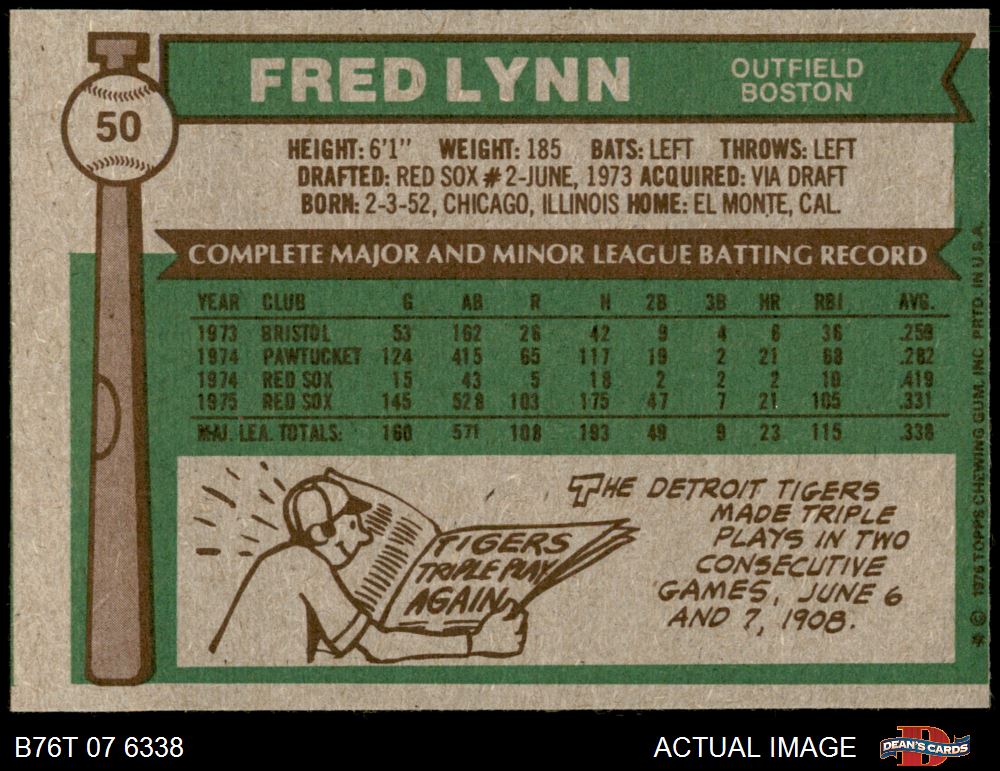 50
FRED LYNN
OUTFIELD
BOSTON
HEIGHT: 6'1" WEIGHT: 185 BATS: LEFT THROWS: LEFT
DRAFTED: RED SOX #2-JUNE, 1973 ACQUIRED: VIA DRAFT
BORN: 2-3-52, CHICAGO, ILLINOIS HOME: EL MONTE, CAL.
COMPLETE MAJOR AND MINOR LEAGUE BATTING RECORD
YEAR CLUB G AB R H 2B 3B HR RBI AVG.
1973 BRISTOL 53 162 26 42 9 4 6 36 .259
1974 PAWTUCKET 124 415 65 117 19 2 21 68 .282
1974 RED SOX 15 43 5 18 2 2 2 10 .419
1975 RED SOX 145 528 103 175 47 7 21 105 .331
MAJ. LEA. TOTALS: 160 571 108 193 49 9 23 115 .338
TIGERS
TRIPLE PLAY
AGAIN
THE DETROIT TIGERS
MADE TRIPLE
PLAYS IN TWO
CONSECUTIVE
GAMES, JUNE 6
AND 7, 1908.
* © 1976 TOPPS CHEWING GUM, INC. PRTD. IN U.S.A.
B76T 07 6338
ACTUAL IMAGE
D
DEAN'S CARDS